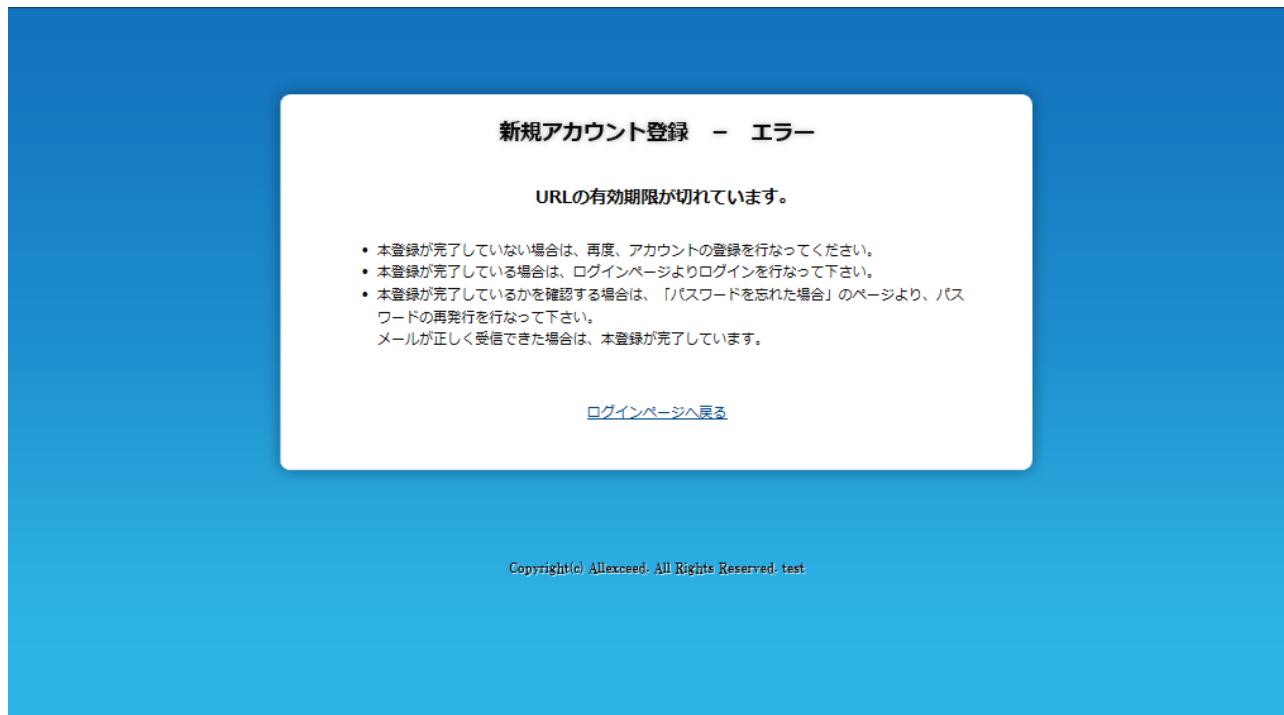 新規アカウント登録　－　エラー
URLの有効期限が切れています。
• 本登録が完了していない場合は、再度、アカウントの登録を行なってください。
• 本登録が完了している場合は、ログインページよりログインを行なって下さい。
• 本登録が完了しているかを確認する場合は、「パスワードを忘れた場合」のページより、パス
ワードの再発行を行なって下さい。
メールが正しく受信できた場合は、本登録が完了しています。
ログインページへ戻る
Copyright(c) Allexceed. All Rights Reserved. test